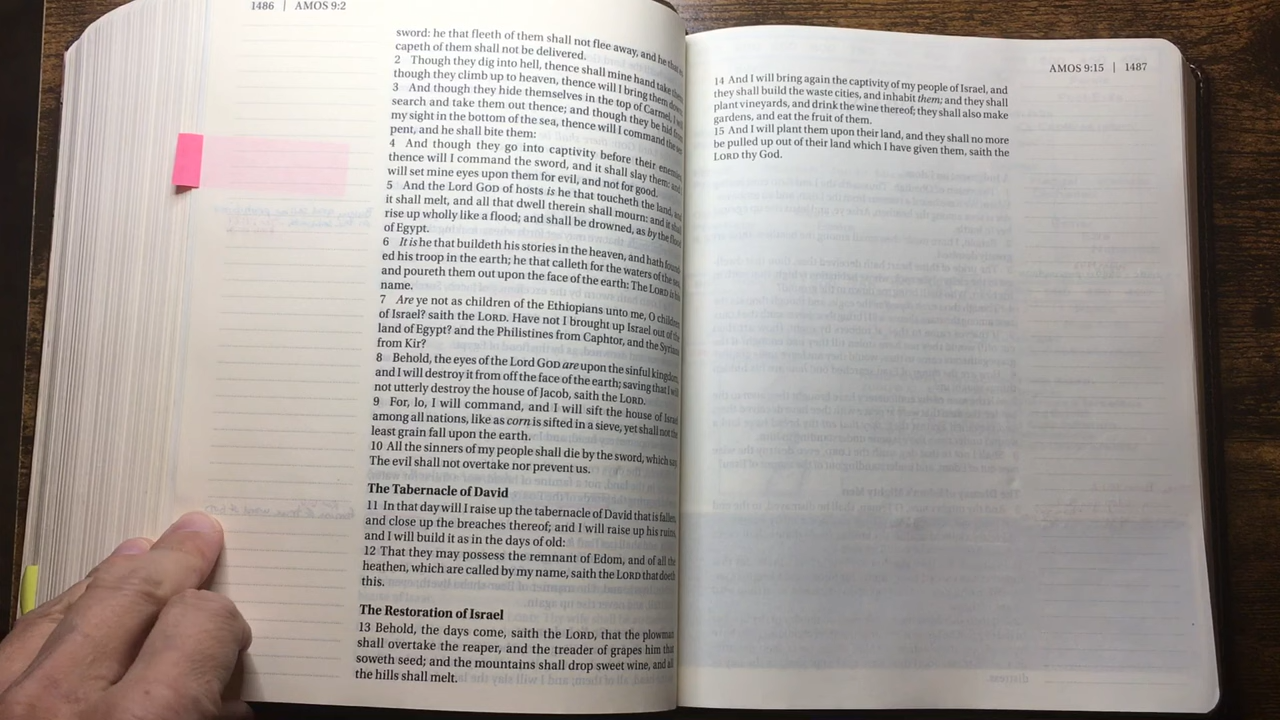 1486 | AMOS 9:2
sword: he that fleeth of them shall not flee away, and he that
capeth of them shall not be delivered.
2 Though they dig into hell, thence shall mine hand take them
though they climb up to heaven, thence will I bring them down
3 And though they hide themselves in the top of Carmel, I will
search and take them out thence; and though they be hid from
my sight in the bottom of the sea, thence will I command the ser
pent, and he shall bite them:
4 And though they go into captivity before their enemies
thence will I command the sword, and it shall slay them: and
will set mine eyes upon them for evil, and not for good.
5 And the Lord GOD of hosts is he that toucheth the land, and
it shall melt, and all that dwell therein shall mourn: and it shall
rise up wholly like a flood; and shall be drowned, as by the flood
of Egypt.
6 It is he that buildeth his stories in the heaven, and hath found
ed his troop in the earth; he that calleth for the waters of the sea,
and poureth them out upon the face of the earth: The LORD is his
name.
7 Are ye not as children of the Ethiopians unto me, O children
of Israel? saith the LORD. Have not I brought up Israel out of the
land of Egypt? and the Philistines from Caphtor, and the Syrians
from Kir?
8 Behold, the eyes of the Lord GOD are upon the sinful kingdom,
and I will destroy it from off the face of the earth; saving that I will
not utterly destroy the house of Jacob, saith the LORD.
9 For, lo, I will command, and I will sift the house of Israel
among all nations, like as corn is sifted in a sieve, yet shall not the
least grain fall upon the earth.
10 All the sinners of my people shall die by the sword, which say
The evil shall not overtake nor prevent us.
The Tabernacle of David
11 In that day will I raise up the tabernacle of David that is fallen,
and close up the breaches thereof; and I will raise up his ruins,
and I will build it as in the days of old:
12 That they may possess the remnant of Edom, and of all the
heathen, which are called by my name, saith the LORD that doeth
this.
The Restoration of Israel
13 Behold, the days come, saith the LORD, that the plowman
shall overtake the reaper, and the treader of grapes him that
soweth seed; and the mountains shall drop sweet wine, and all
the hills shall melt.
AMOS 9:15 | 1487
14 And I will bring again the captivity of my people of Israel, and
they shall build the waste cities, and inhabit them; and they shall
plant vineyards, and drink the wine thereof; they shall also make
gardens, and eat the fruit of them.
15 And I will plant them upon their land, and they shall no more
be pulled up out of their land which I have given them, saith the
LORD thy God.